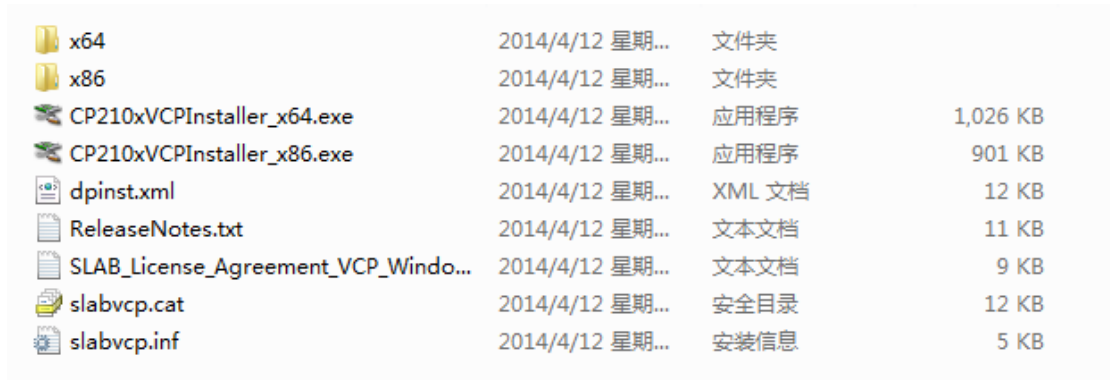 x64 2014/4/12 星期... 文件夹
x86 2014/4/12 星期... 文件夹
CP210xVCPInstaller_x64.exe 2014/4/12 星期... 应用程序 1,026 KB
CP210xVCPInstaller_x86.exe 2014/4/12 星期... 应用程序 901 KB
dpinst.xml 2014/4/12 星期... XML 文档 12 KB
ReleaseNotes.txt 2014/4/12 星期... 文本文档 11 KB
SLAB_License_Agreement_VCP_Windo... 2014/4/12 星期... 文本文档 9 KB
slabvcp.cat 2014/4/12 星期... 安全目录 12 KB
slabvcp.inf 2014/4/12 星期... 安装信息 5 KB